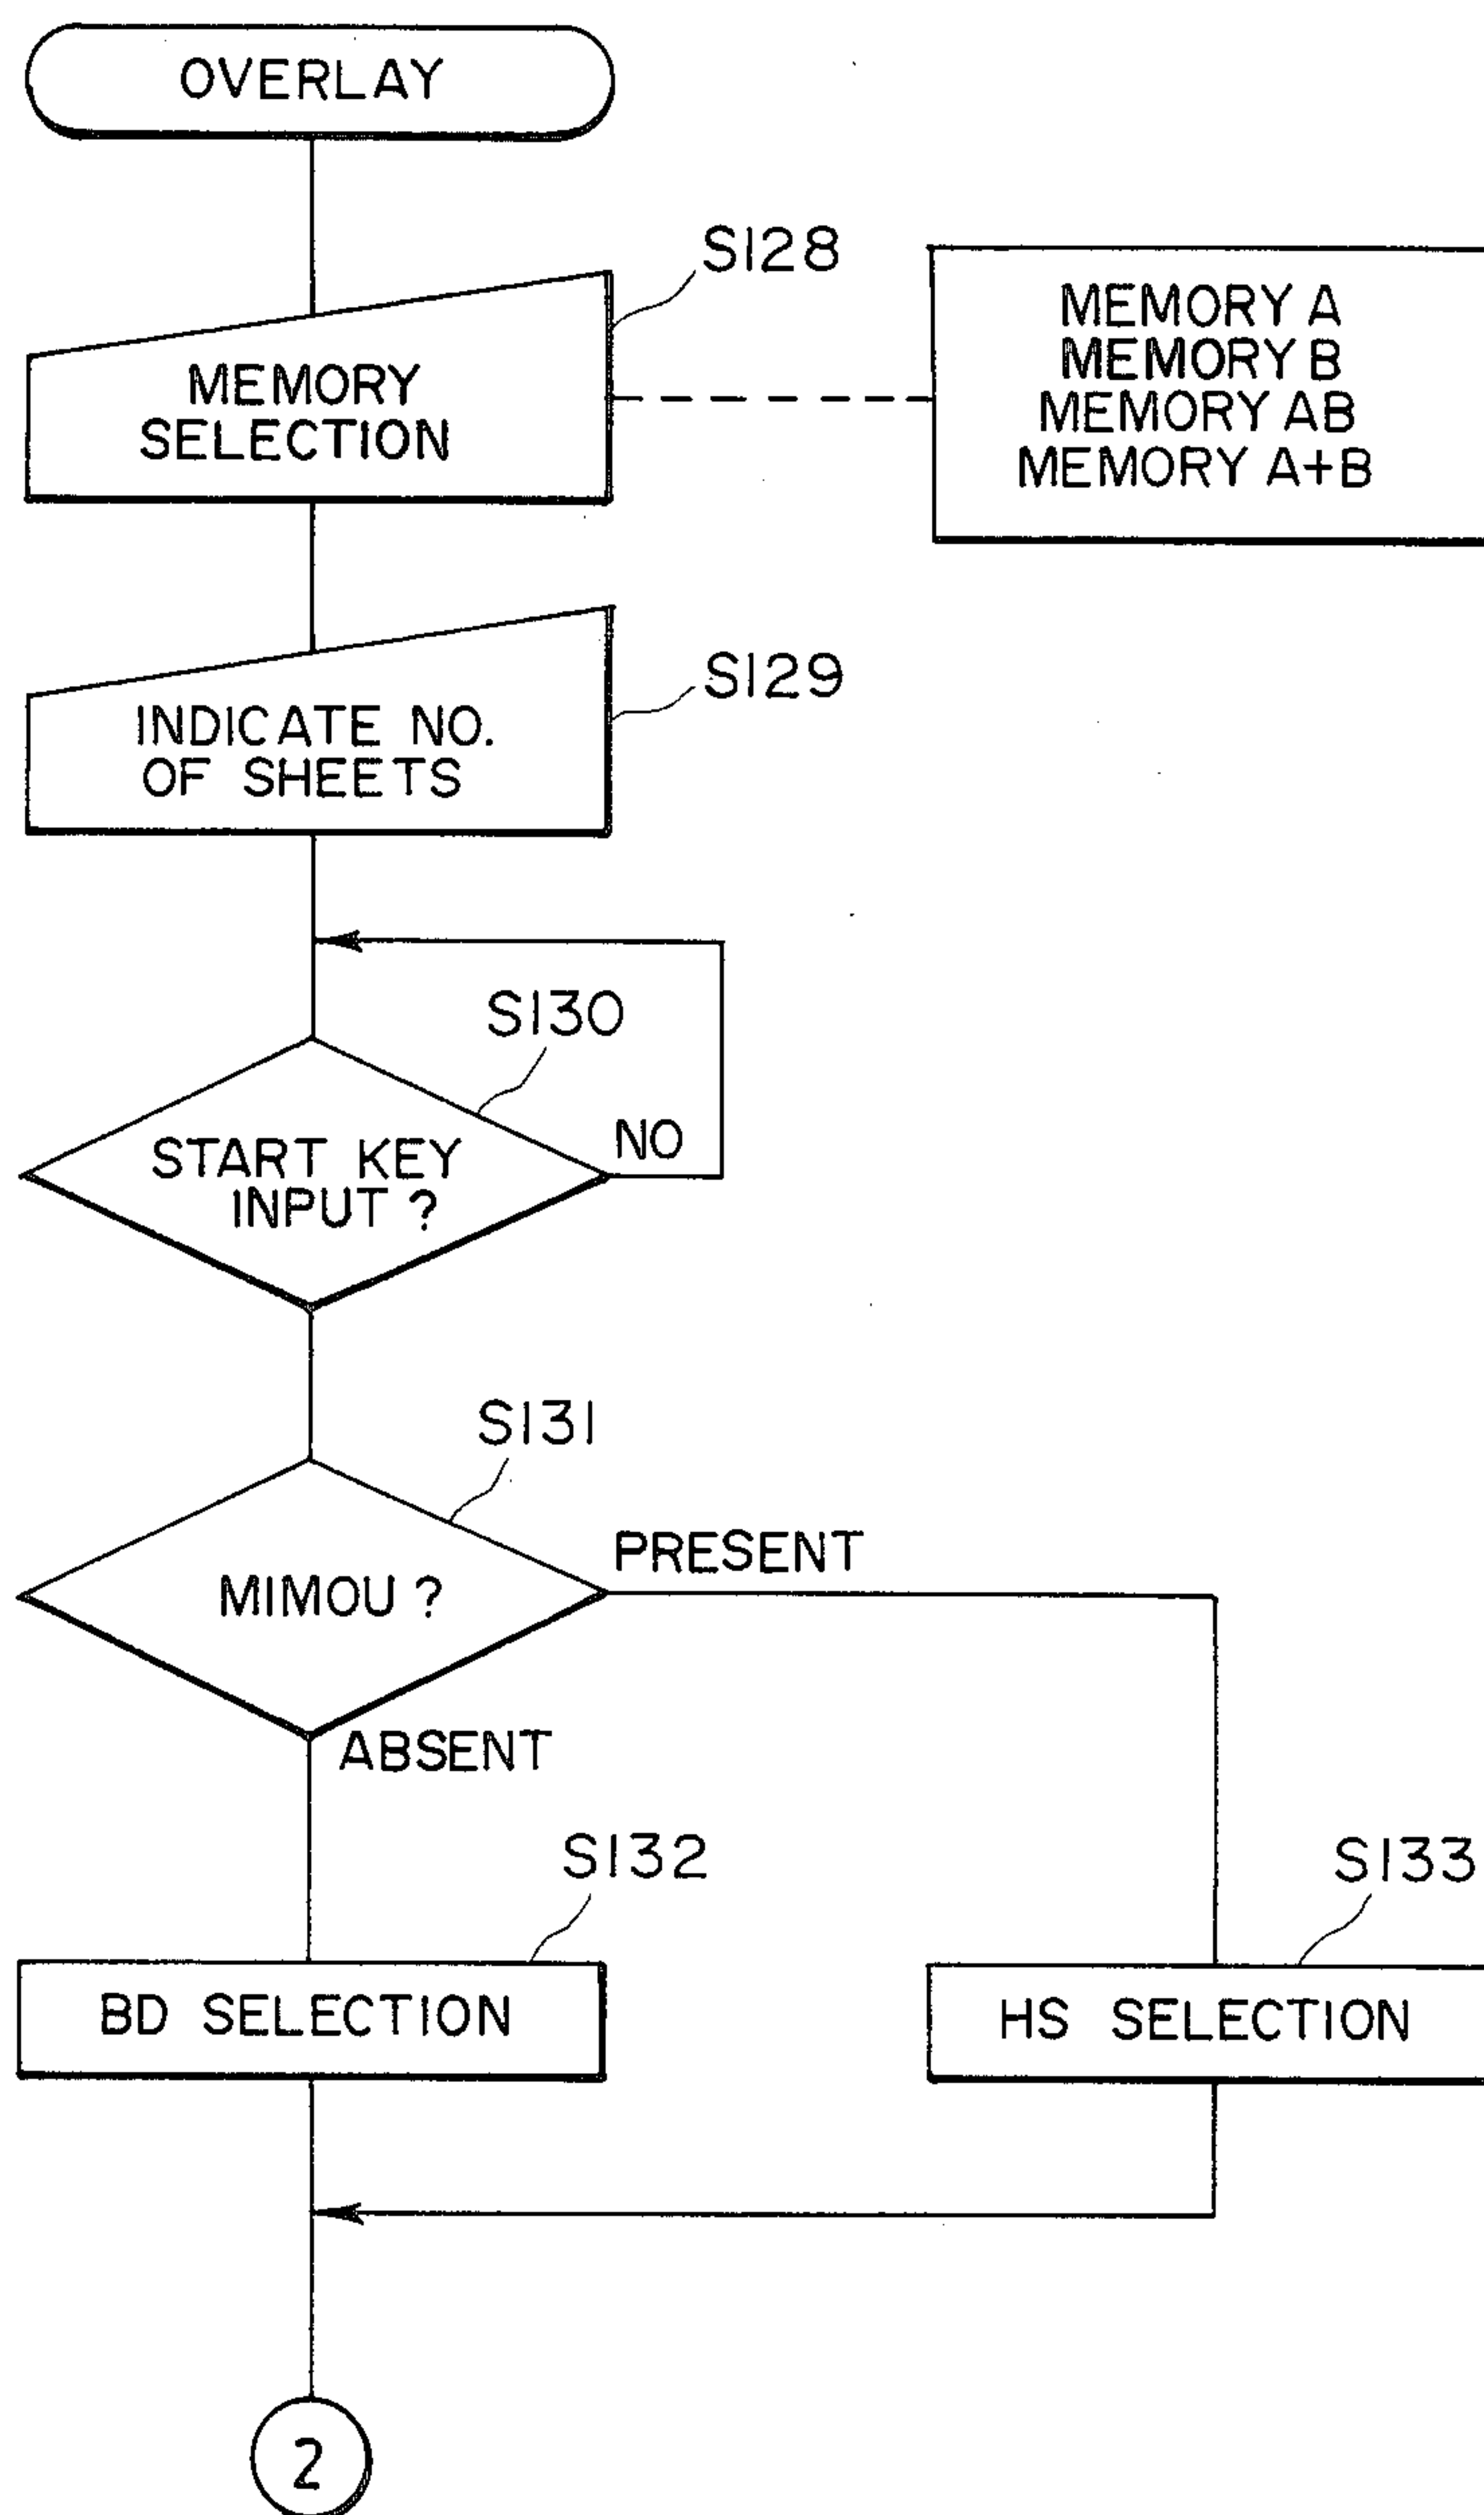 OVERLAY
S128
MEMORY
SELECTION
MEMORY A
MEMORY B
MEMORY AB
MEMORY A+B
S129
INDICATE NO.
OF SHEETS
S130
NO
START KEY
INPUT ?
S131
PRESENT
MIMOU ?
ABSENT
S132
S133
BD SELECTION
HS SELECTION
2